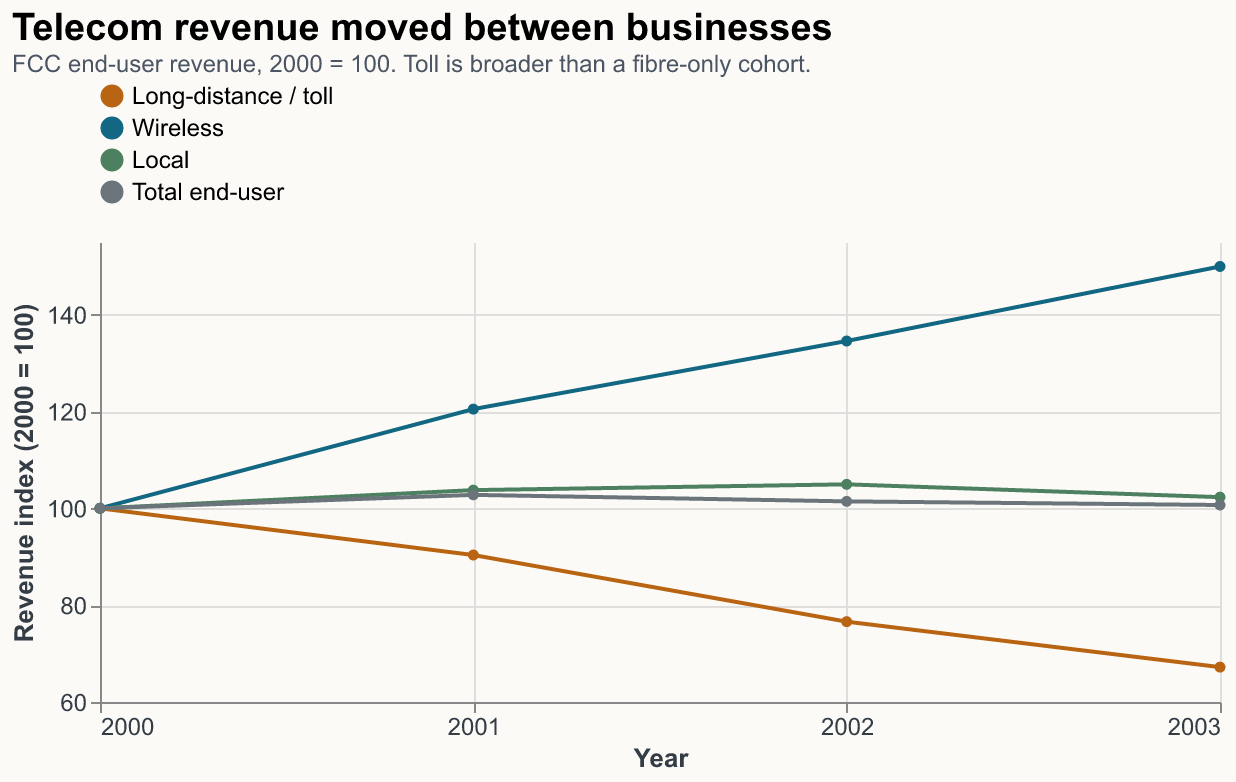 Telecom revenue moved between businesses
FCC end-user revenue, 2000 = 100. Toll is broader than a fibre-only cohort.
Long-distance / toll
Wireless
Local
Total end-user
Revenue index (2000 = 100)
140
120
100
80
60
2000 2001 2002 2003
Year